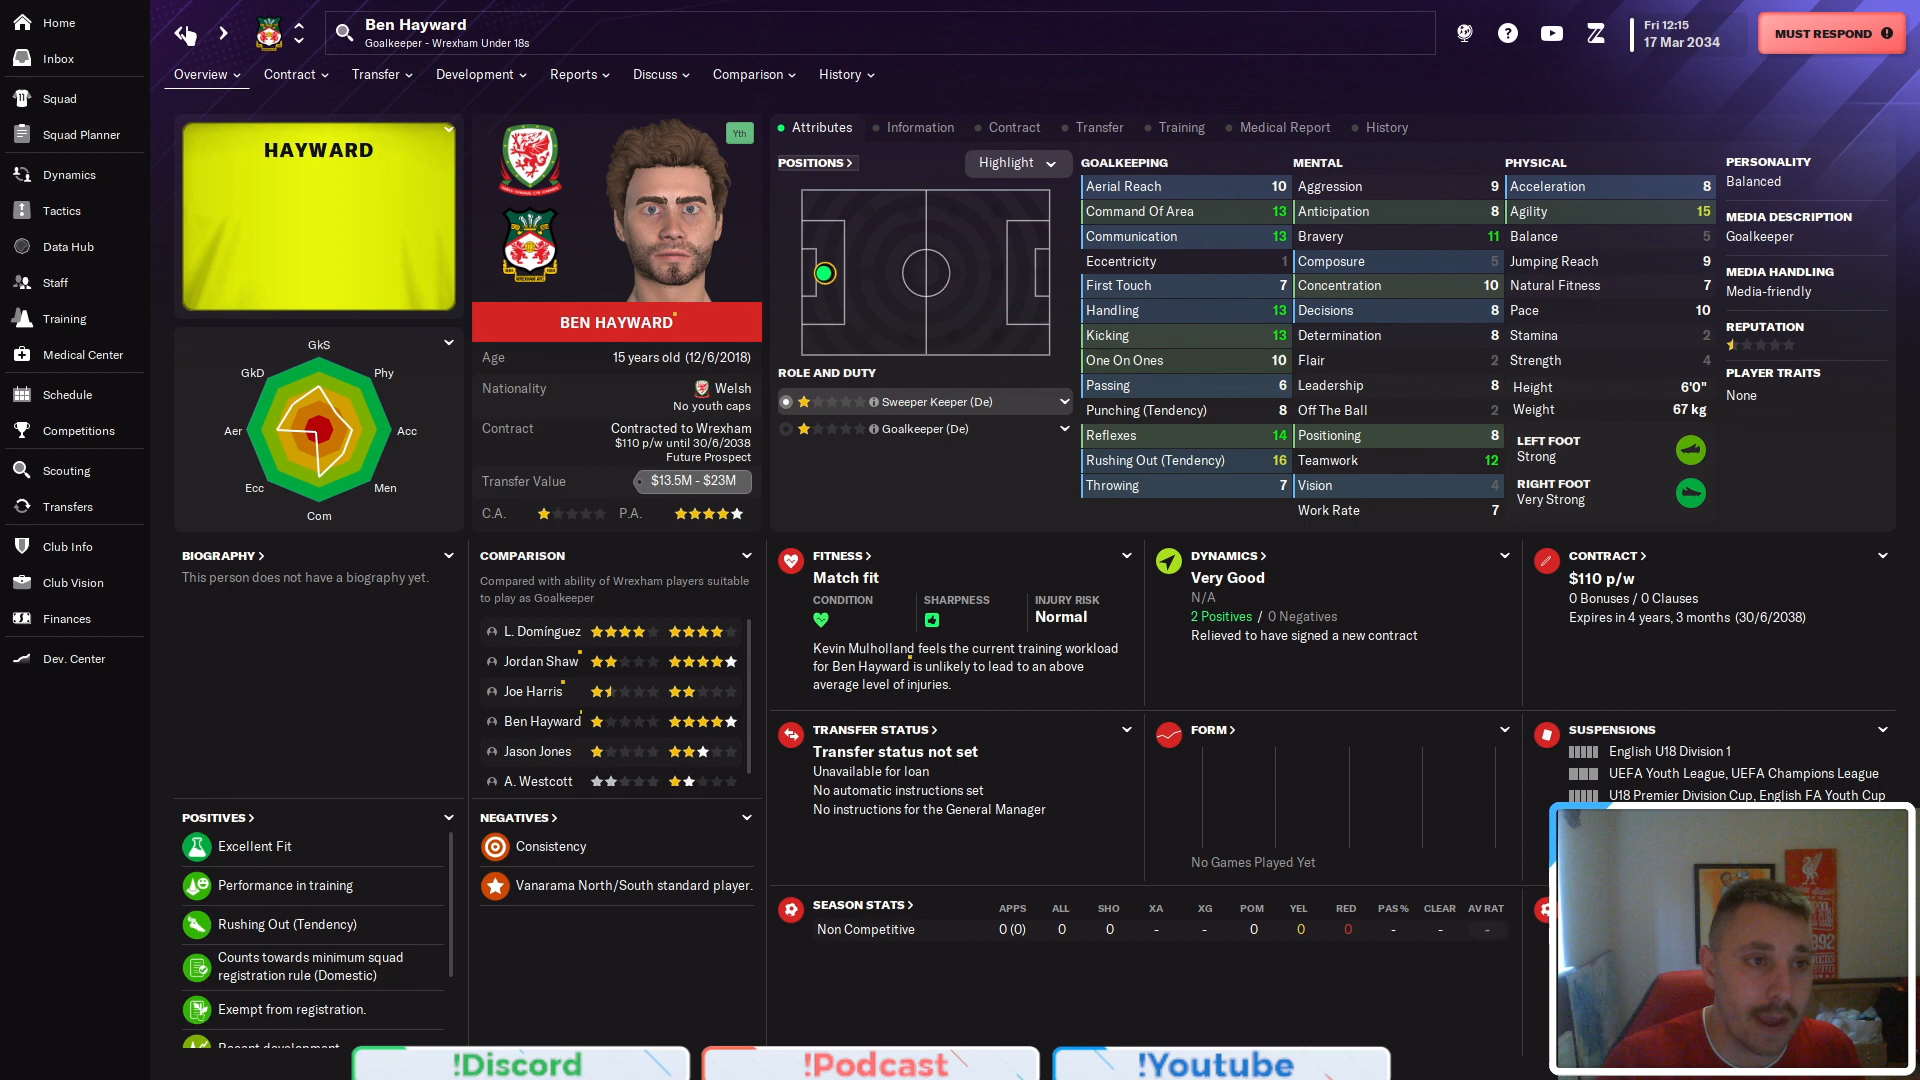 Home
Inbox
Squad
Squad Planner
Dynamics
Tactics
Data Hub
Staff
Training
Medical Center
Schedule
Competitions
Scouting
Transfers
Club Info
Club Vision
Finances
Dev. Center
Ben Hayward
Goalkeeper - Wrexham Under 18s
Fri 12:15
17 Mar 2034
MUST RESPOND
Overview
Contract
Transfer
Development
Reports
Discuss
Comparison
History
HAYWARD
GkS
Phy
Acc
Men
Com
Ecc
Aer
GkD
Yth
BEN HAYWARD
Age 15 years old (12/6/2018)
Nationality Welsh
No youth caps
Contract Contracted to Wrexham
$110 p/w until 30/6/2038
Future Prospect
Transfer Value $13.5M - $23M
C.A. P.A.
Attributes
Information
Contract
Transfer
Training
Medical Report
History
POSITIONS >
Highlight
ROLE AND DUTY
Sweeper Keeper (De)
Goalkeeper (De)
GOALKEEPING
Aerial Reach 10
Command Of Area 13
Communication 13
Eccentricity 1
First Touch 7
Handling 13
Kicking 13
One On Ones 10
Passing 6
Punching (Tendency) 8
Reflexes 14
Rushing Out (Tendency) 16
Throwing 7
MENTAL
Aggression 9
Anticipation 8
Bravery 11
Composure 5
Concentration 10
Decisions 8
Determination 8
Flair 2
Leadership 8
Off The Ball 2
Positioning 8
Teamwork 12
Vision 4
Work Rate 7
PHYSICAL
Acceleration 8
Agility 15
Balance 5
Jumping Reach 9
Natural Fitness 7
Pace 10
Stamina 2
Strength 4
Height 6'0"
Weight 67 kg
LEFT FOOT
Strong
RIGHT FOOT
Very Strong
PERSONALITY
Balanced
MEDIA DESCRIPTION
Goalkeeper
MEDIA HANDLING
Media-friendly
REPUTATION
PLAYER TRAITS
None
BIOGRAPHY >
This person does not have a biography yet.
COMPARISON
Compared with ability of Wrexham players suitable
to play as Goalkeeper
L. Domínguez
Jordan Shaw
Joe Harris
Ben Hayward
Jason Jones
A. Westcott
FITNESS >
Match fit
CONDITION
SHARPNESS
INJURY RISK
Normal
Kevin Mulholland feels the current training workload
for Ben Hayward is unlikely to lead to an above
average level of injuries.
DYNAMICS >
Very Good
N/A
2 Positives / 0 Negatives
Relieved to have signed a new contract
CONTRACT >
$110 p/w
0 Bonuses / 0 Clauses
Expires in 4 years, 3 months (30/6/2038)
TRANSFER STATUS >
Transfer status not set
Unavailable for loan
No automatic instructions set
No instructions for the General Manager
FORM >
No Games Played Yet
SUSPENSIONS
English U18 Division 1
UEFA Youth League, UEFA Champions League
U18 Premier Division Cup, English FA Youth Cup
POSITIVES >
Excellent Fit
Performance in training
Rushing Out (Tendency)
Counts towards minimum squad
registration rule (Domestic)
Exempt from registration.
Recent development
NEGATIVES >
Consistency
Vanarama North/South standard player.
SEASON STATS > APPS ALL SHO XA XG POM YEL RED PAS % CLEAR AV RAT
Non Competitive 0 (0) 0 0 - - 0 0 0 - - -
!Discord
!Podcast
!Youtube